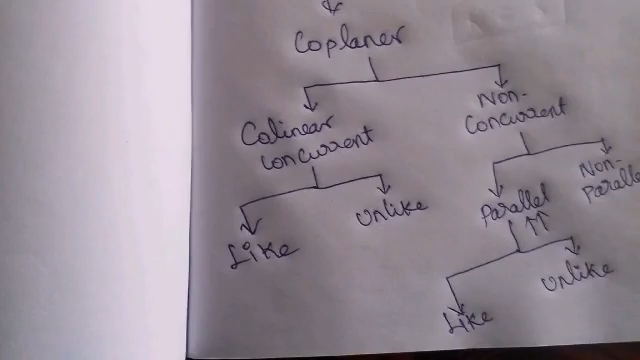 Coplaner
Colinear
concurrent
Non-
Concurrent
Like
unlike
Parallel
Non-
Paralle
Like
unlike